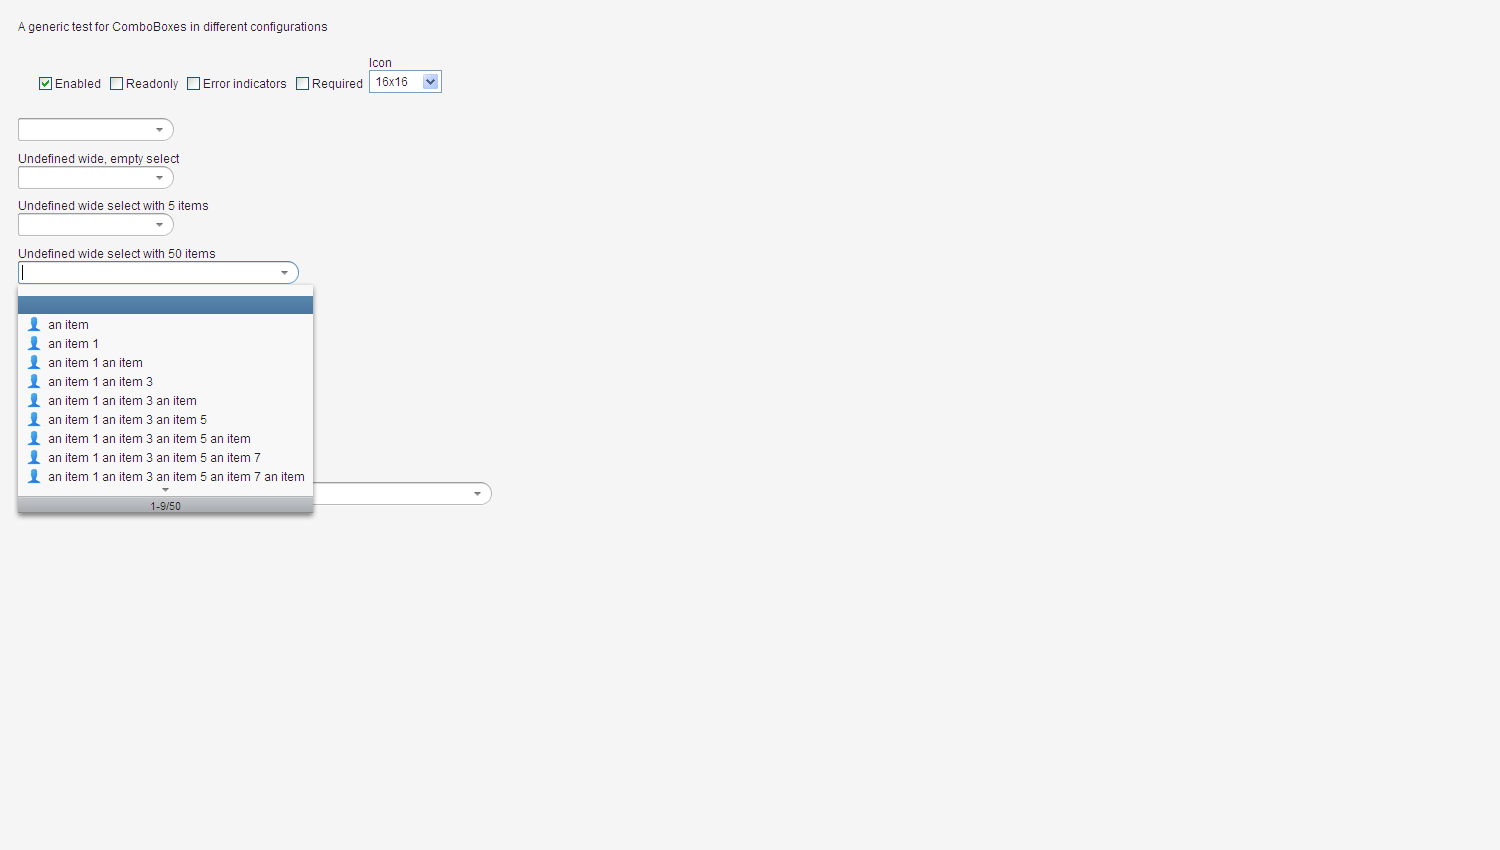 A generic test for ComboBoxes in different configurations
Icon
Enabled Readonly Error indicators Required 16x16
Undefined wide, empty select
Undefined wide select with 5 items
Undefined wide select with 50 items
an item
an item 1
an item 1 an item
an item 1 an item 3
an item 1 an item 3 an item
an item 1 an item 3 an item 5
an item 1 an item 3 an item 5 an item
an item 1 an item 3 an item 5 an item 7
an item 1 an item 3 an item 5 an item 7 an item
1-9/50